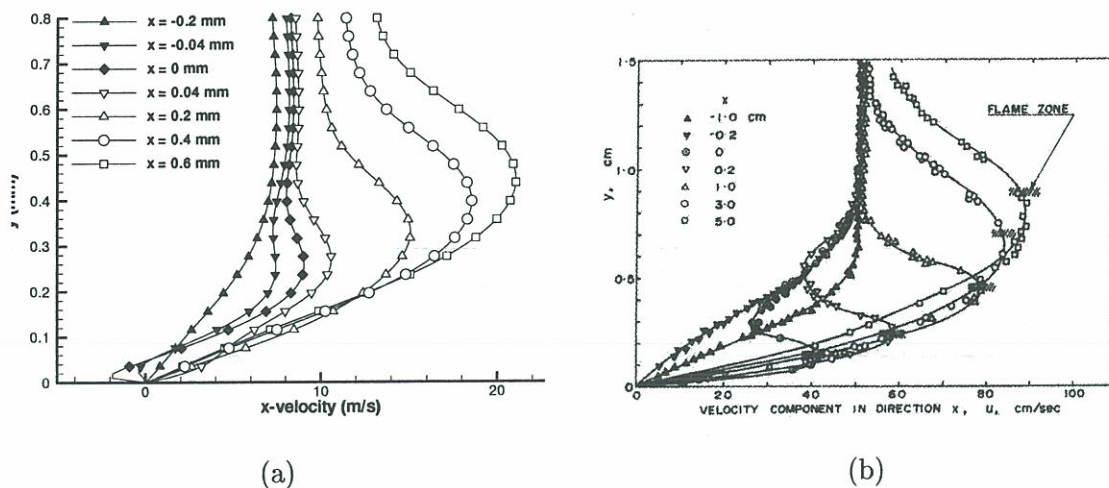 0.8
0.7
0.6
0.5
0.4
0.3
0.2
0.1
0
x = -0.2 mm
x = -0.04 mm
x = 0 mm
x = 0.04 mm
x = 0.2 mm
x = 0.4 mm
x = 0.6 mm
0 10 20
x-velocity (m/s)
(a)
1.5
1.0
0.5
0
y, cm
x
-1.0 cm
-0.2
0
0.2
1.0
3.0
5.0
FLAME ZONE
0 20 40 60 80 100
VELOCITY COMPONENT IN DIRECTION x, u, cm/sec
(b)